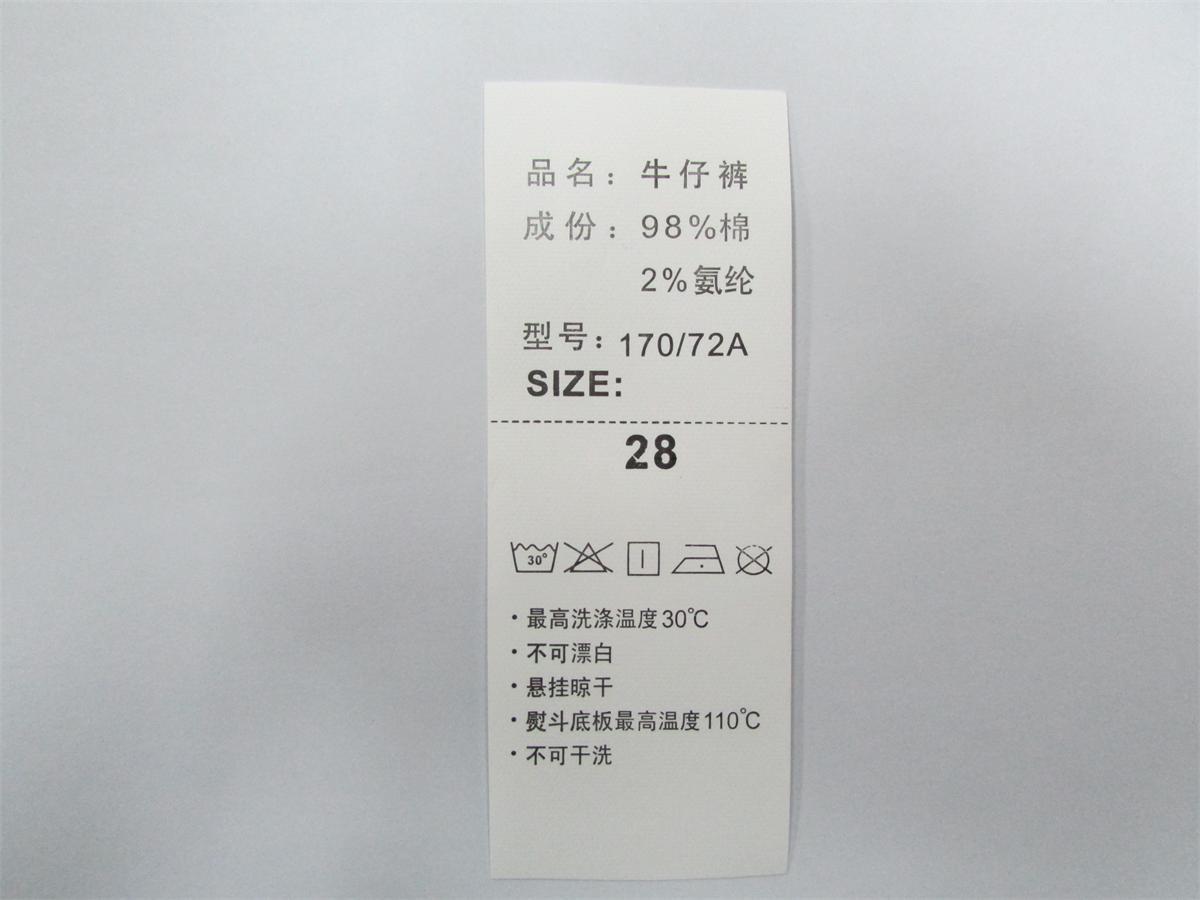 品名：牛仔裤
成份：98%棉
2%氨纶
型号：170/72A
SIZE:
28
30°
·最高洗涤温度30℃
·不可漂白
·悬挂晾干
·熨斗底板最高温度110℃
·不可干洗